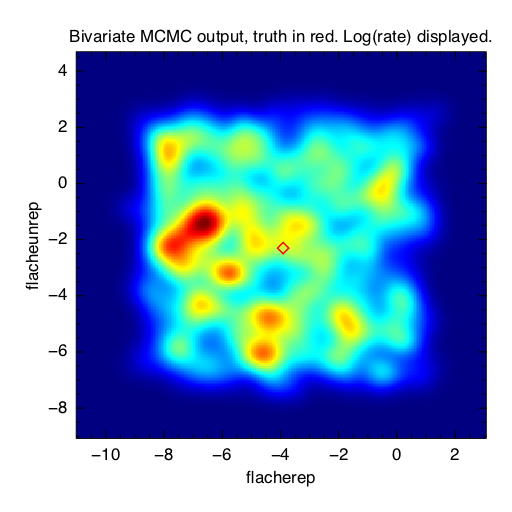 Bivariate MCMC output, truth in red. Log(rate) displayed.
4
2
0
−2
−4
−6
−8
flacheunrep
−10 −8 −6 −4 −2 0 2
flacherep